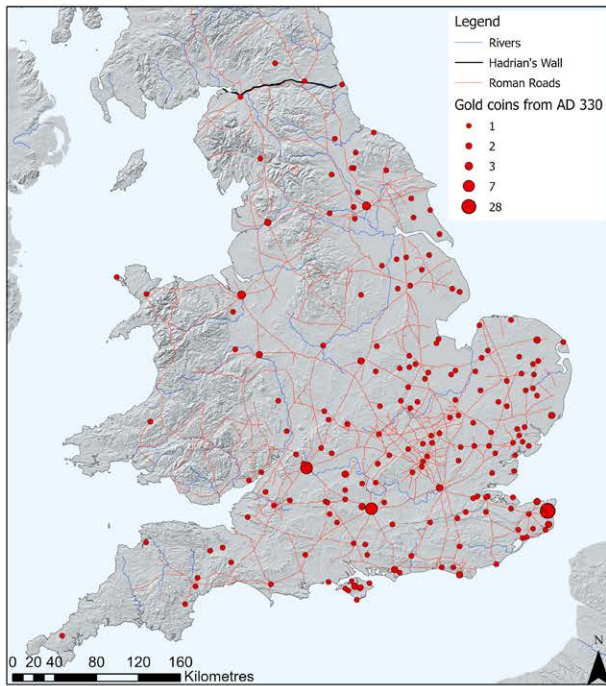 Legend
Rivers
Hadrian's Wall
Roman Roads
Gold coins from AD 330
1
2
3
7
28
N
0 20 40 80 120 160
Kilometres